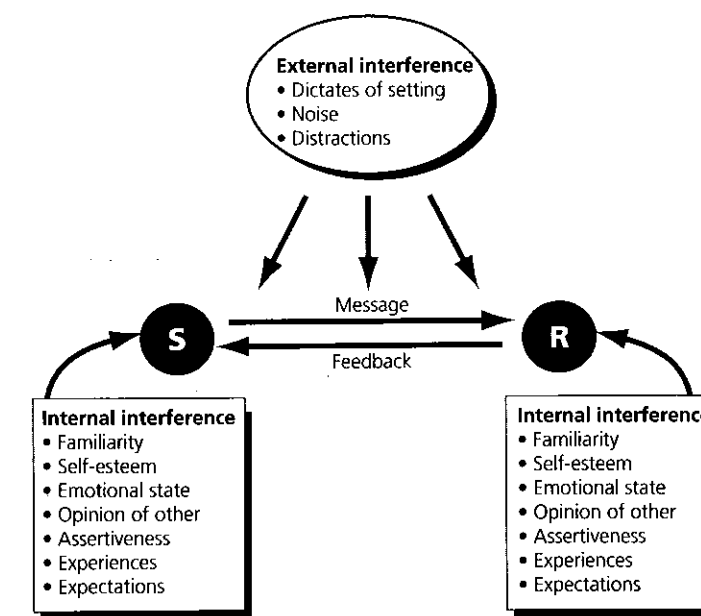 External interference
• Dictates of setting
• Noise
• Distractions
Message
S
R
Feedback
Internal interference
• Familiarity
• Self-esteem
• Emotional state
• Opinion of other
• Assertiveness
• Experiences
• Expectations
Internal interference
• Familiarity
• Self-esteem
• Emotional state
• Opinion of other
• Assertiveness
• Experiences
• Expectations